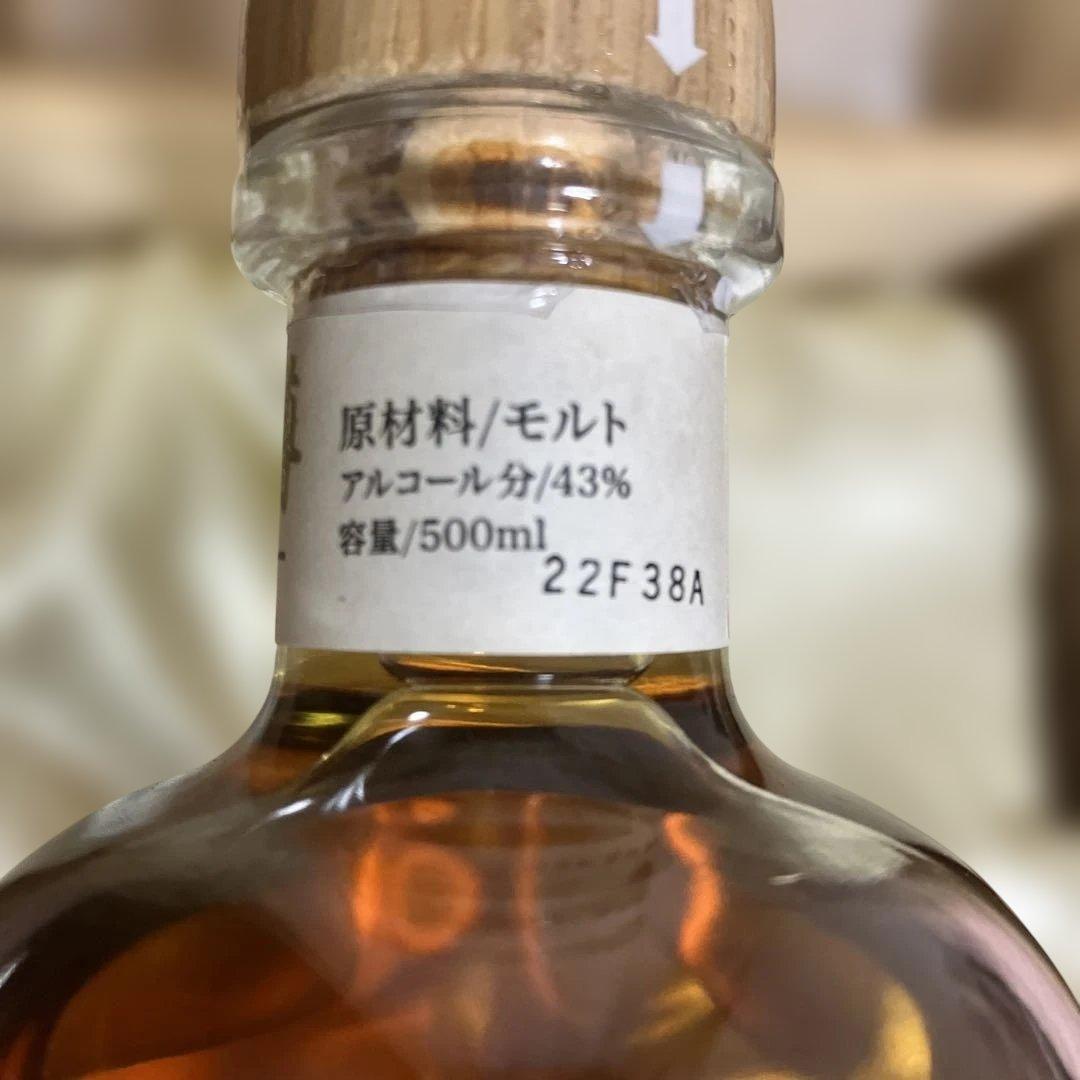 原材料/モルト
アルコール分/43%
容量/500ml
22F38A